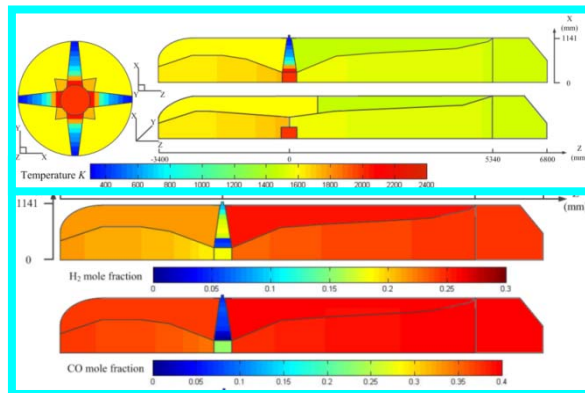 X
(mm)
1141
0
X
Y
Z
Y
Z
X
X
Y
Z
-3400
0
5340
6800
Z
(mm)
Temperature K
400
600
800
1000
1200
1400
1600
1800
2000
2200
2400
1141
0
(mm)
H2 mole fraction
0
0.05
0.1
0.15
0.2
0.25
0.3
CO mole fraction
0
0.05
0.1
0.15
0.2
0.25
0.3
0.35
0.4